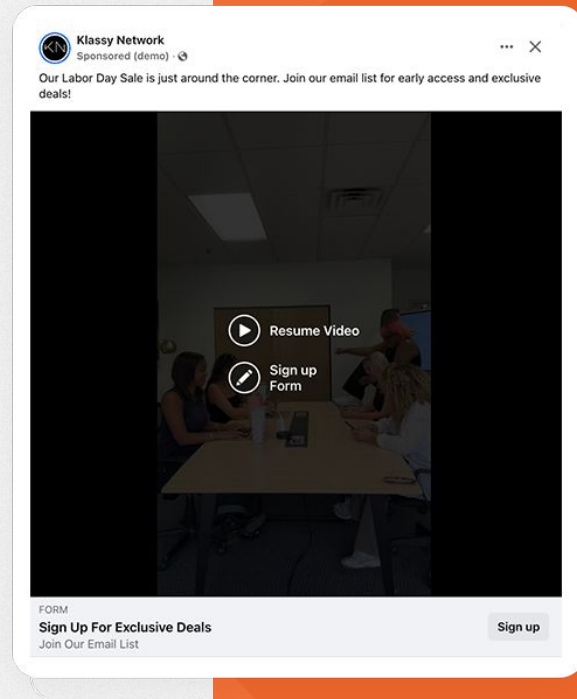 KN
Klassy Network
Sponsored (demo) ·
Our Labor Day Sale is just around the corner. Join our email list for early access and exclusive
deals!
Resume Video
Sign up
Form
FORM
Sign Up For Exclusive Deals
Join Our Email List
Sign up